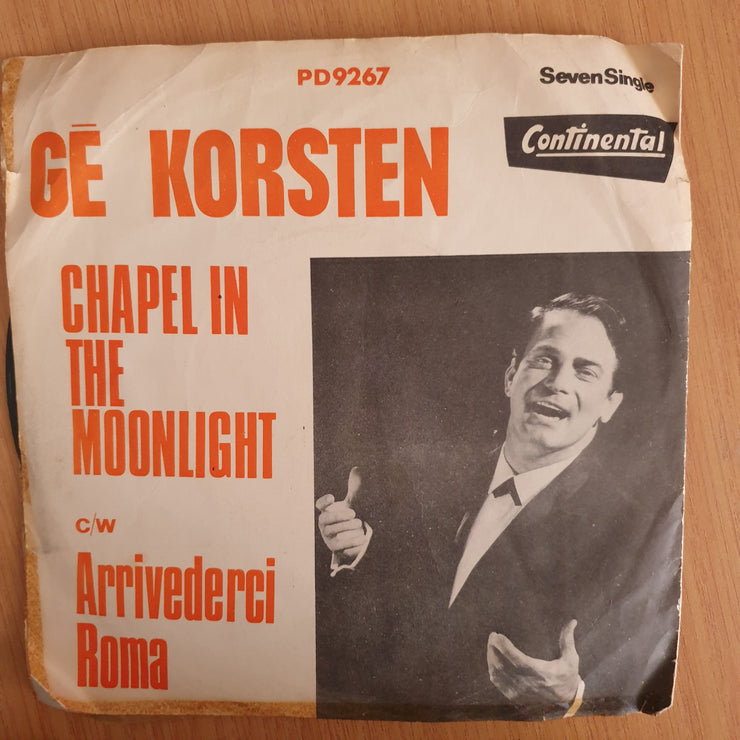 PD9267
SevenSingle
Continental
GĒ KORSTEN
CHAPEL IN
THE
MOONLIGHT
c/w
Arrivederci
Roma